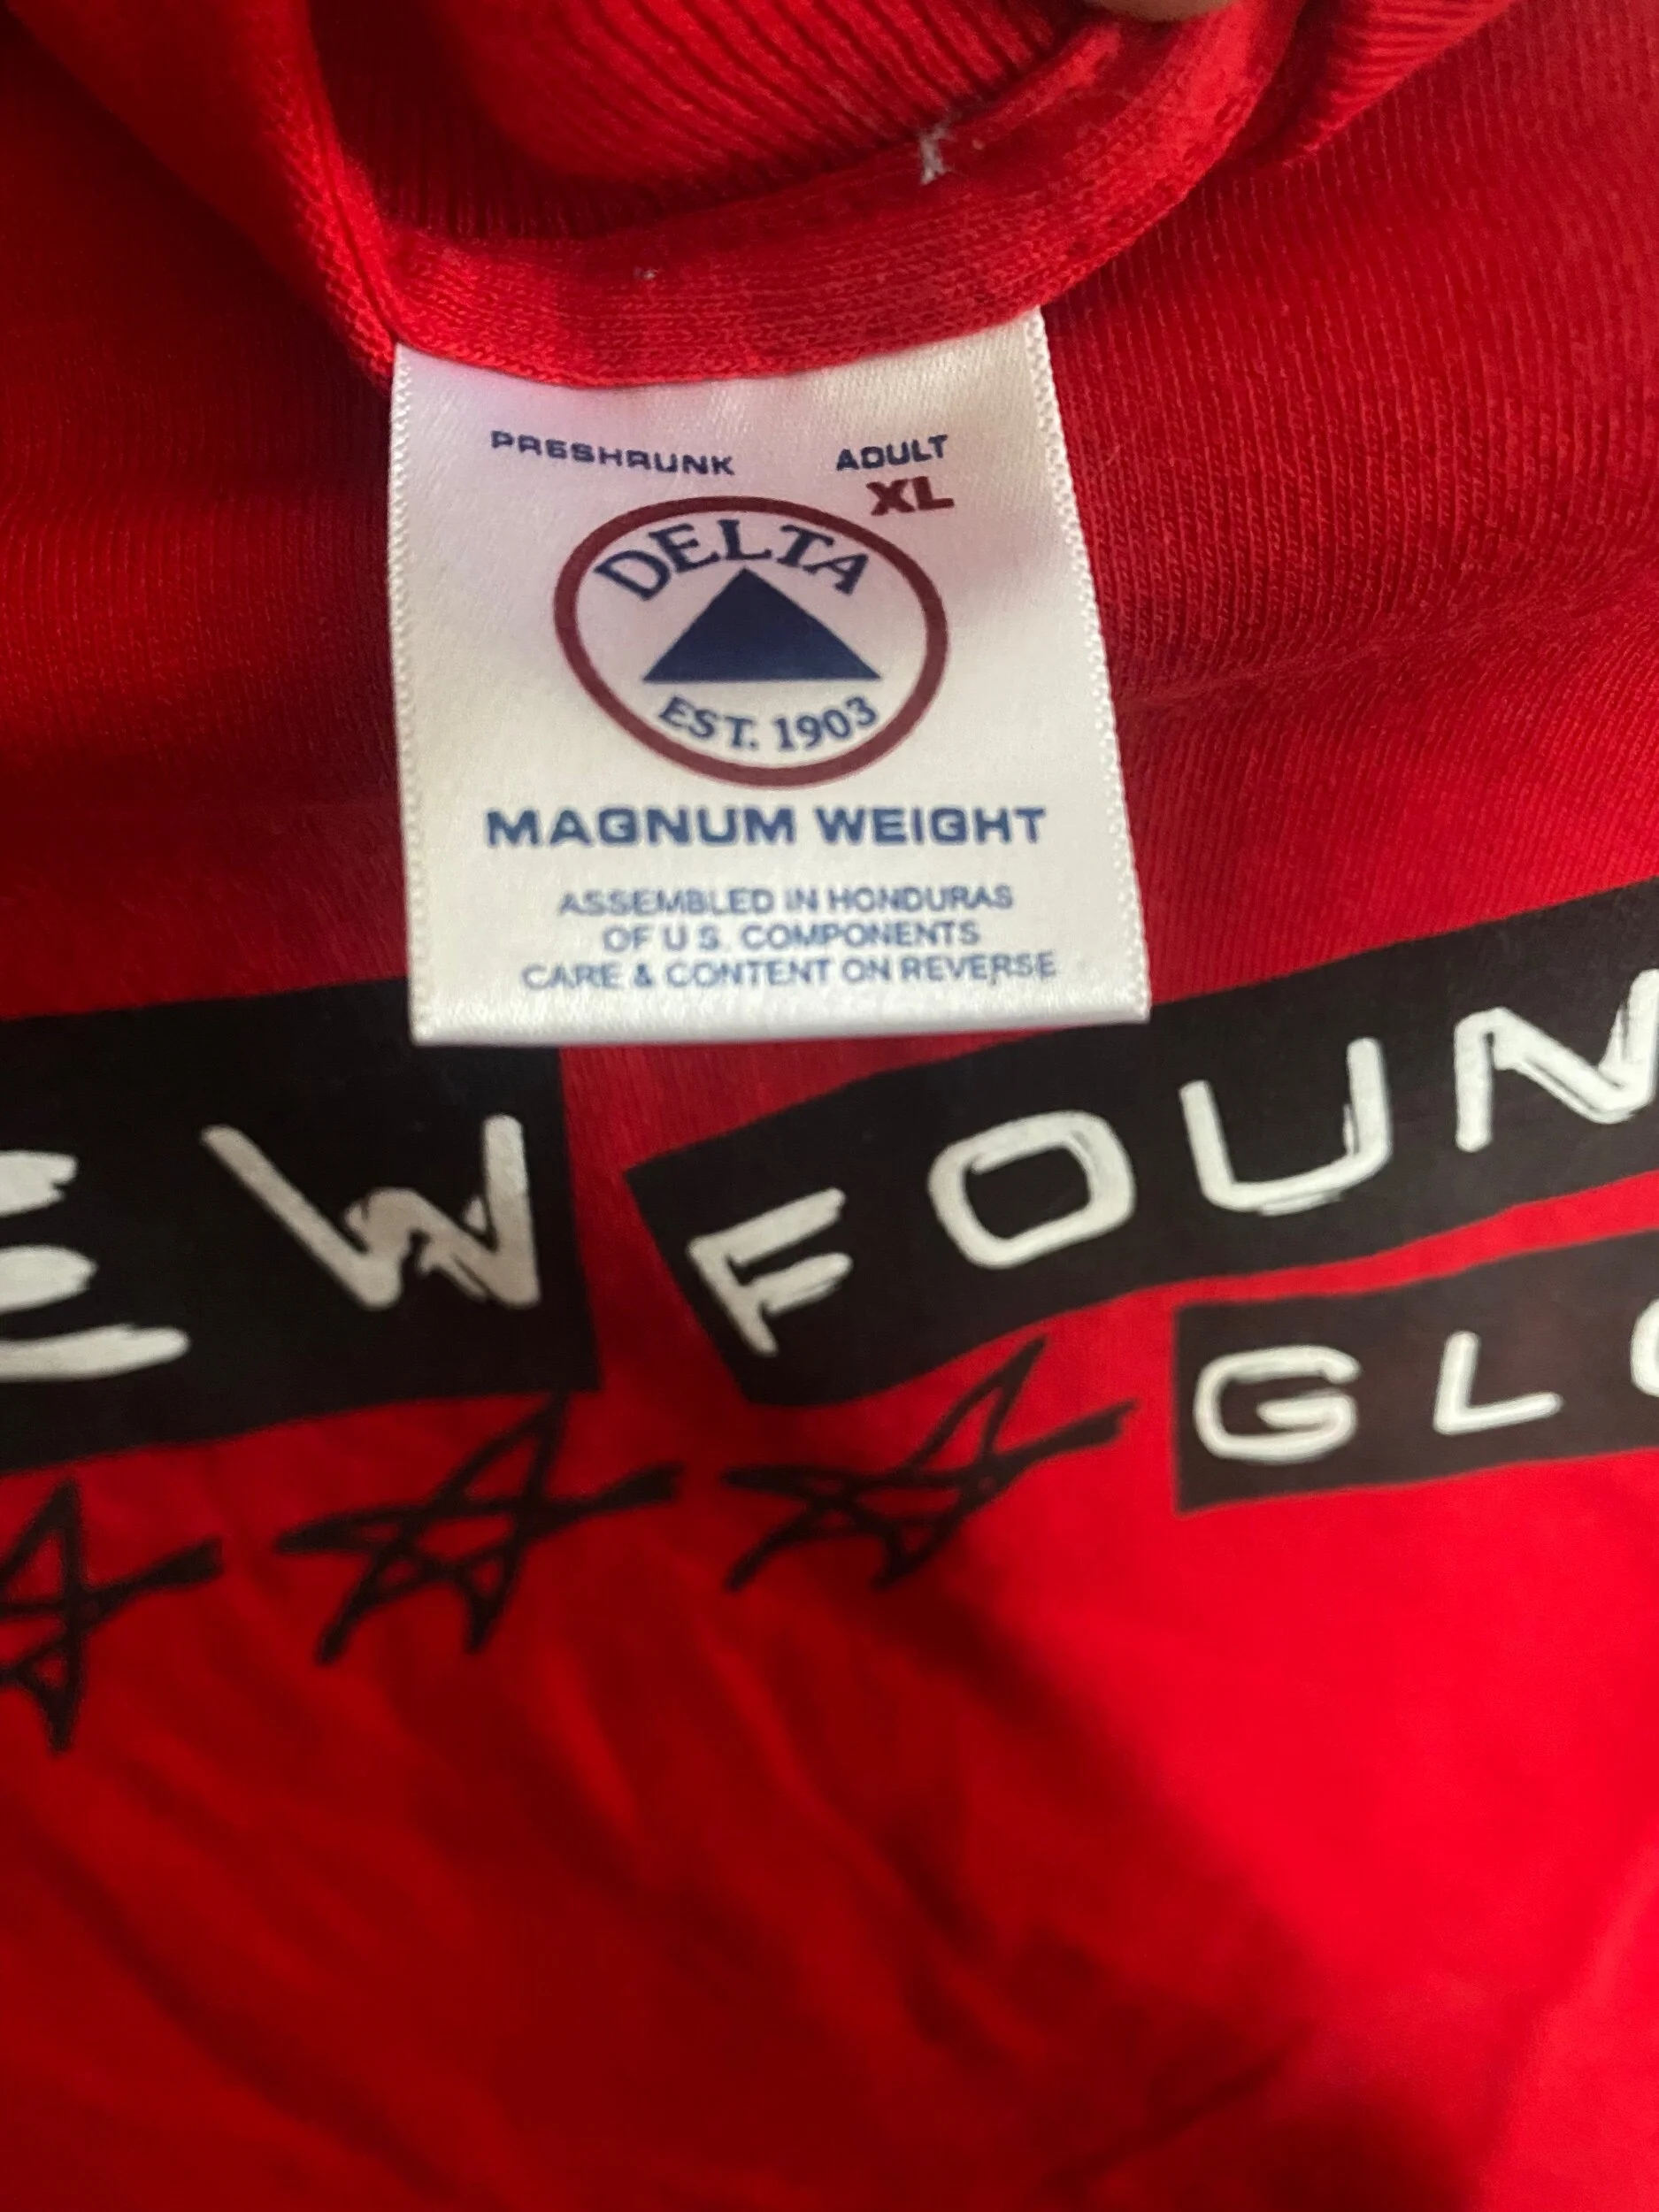 PRESHRUNK ADULT
XL
DELTA
EST. 1903
MAGNUM WEIGHT
ASSEMBLED IN HONDURAS
OF U.S. COMPONENTS
CARE & CONTENT ON REVERSE
EW FOUN
GL